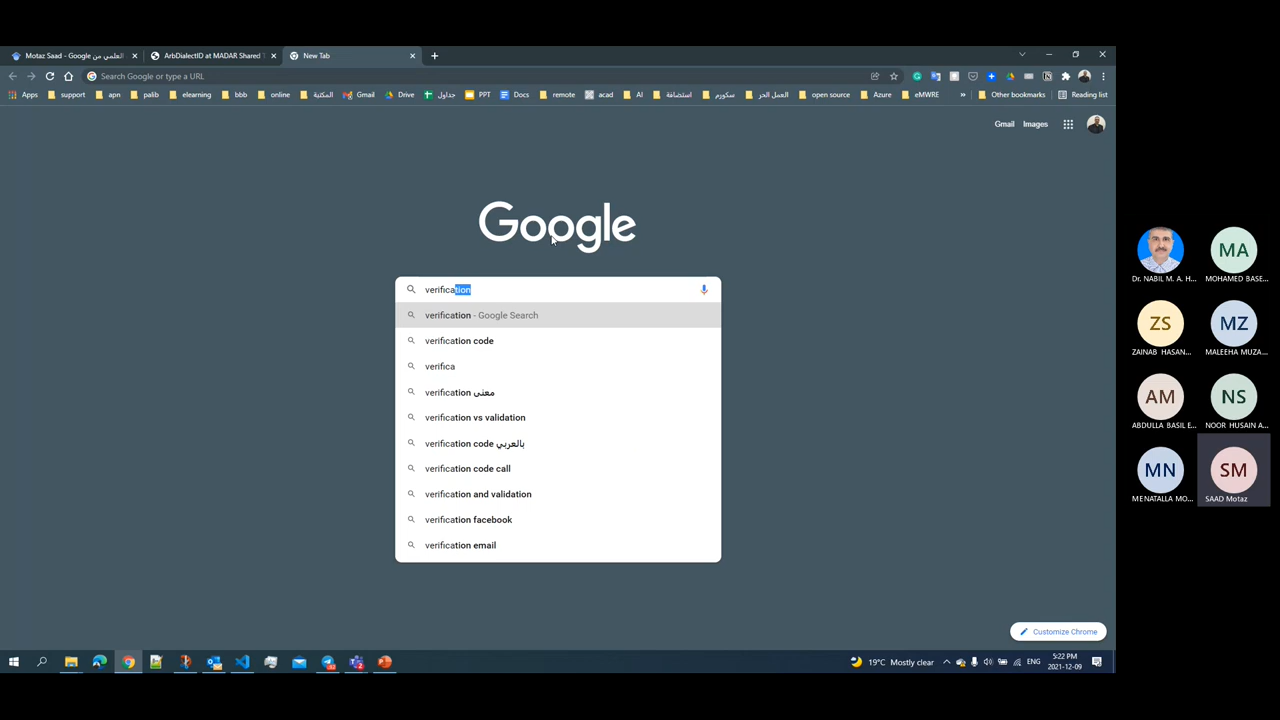 Motaz Saad - Google العلمي من
ArbDialectID at MADAR Shared T
New Tab
Search Google or type a URL
Apps
support
apn
palib
elearning
bbb
online
المكتبة
Gmail
Drive
جداول
PPT
Docs
remote
acad
AI
استضافة
سكورم
العمل الحر
open source
Azure
eMWRE
»
Other bookmarks
Reading list
Gmail
Images
Google
verification
verification - Google Search
verification code
verifica
verification معنى
verification vs validation
verification code بالعربي
verification code call
verification and validation
verification facebook
verification email
Customize Chrome
19°C Mostly clear
ENG
5:22 PM
2021-12-09
Dr. NABIL M. A. H...
MA
MOHAMED BASE...
ZS
ZAINAB HASAN...
MZ
MALEEHA MUZA...
AM
ABDULLA BASIL E...
NS
NOOR HUSAIN A...
MN
MENATALLA MO...
SM
SAAD Motaz